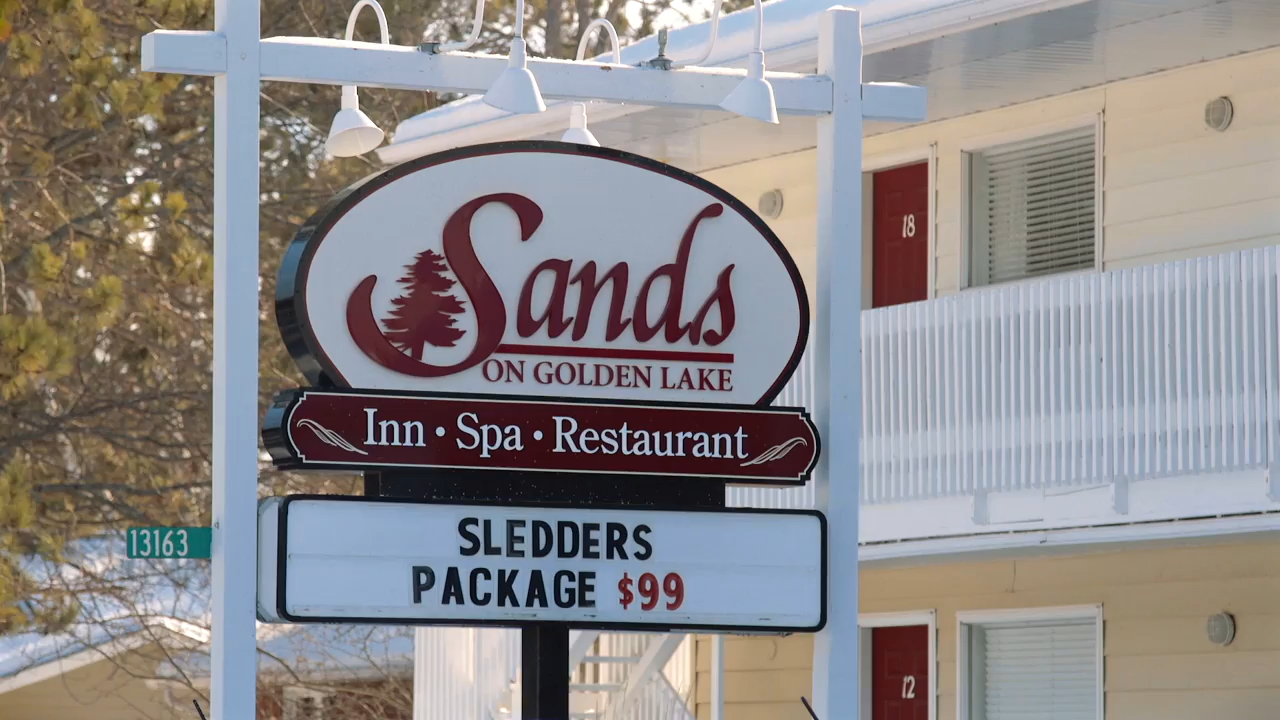 Sands
ON GOLDEN LAKE
Inn • Spa • Restaurant
SLEDDERS
PACKAGE $99
13163
18
12